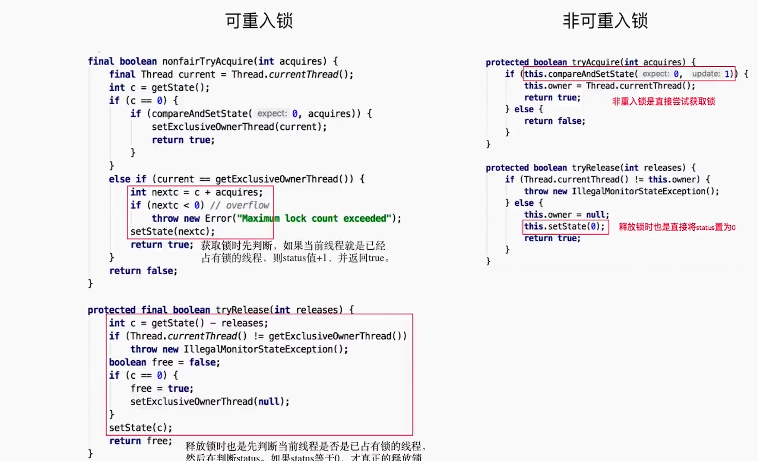 可重入锁
final boolean nonfairTryAcquire(int acquires) {
final Thread current = Thread.currentThread();
int c = getState();
if (c == 0) {
if (compareAndSetState( expect: 0, acquires)) {
setExclusiveOwnerThread(current);
return true;
}
}
else if (current == getExclusiveOwnerThread()) {
int nextc = c + acquires;
if (nextc < 0) // overflow
throw new Error("Maximum lock count exceeded");
setState(nextc);
return true;
获取锁时先判断，如果当前线程就是已经
占有锁的线程，则status值+1，并返回true。
}
return false;
}
protected final boolean tryRelease(int releases) {
int c = getState() - releases;
if (Thread.currentThread() != getExclusiveOwnerThread())
throw new IllegalMonitorStateException();
boolean free = false;
if (c == 0) {
free = true;
setExclusiveOwnerThread(null);
}
setState(c);
return free;
}
释放锁时也是先判断当前线程是否是已占有锁的线程，
然后在判断status。如果status等于0，才真正的释放锁
非可重入锁
protected boolean tryAcquire(int acquires) {
if (this.compareAndSetState( expect: 0, update: 1)) {
this.owner = Thread.currentThread();
return true;
非重入锁是直接尝试获取锁
} else {
return false;
}
}
protected boolean tryRelease(int releases) {
if (Thread.currentThread() != this.owner) {
throw new IllegalMonitorStateException();
} else {
this.owner = null;
this.setState(0);
释放锁时也是直接将status置为0
return true;
}
}